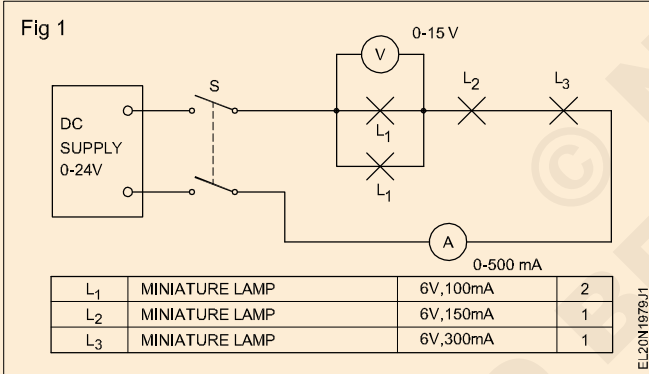 Fig 1
0-15 V
V
S
L2
L3
L1
L1
DC
SUPPLY
0-24V
A
0-500 mA
L1 MINIATURE LAMP 6V,100mA 2
L2 MINIATURE LAMP 6V,150mA 1
L3 MINIATURE LAMP 6V,300mA 1
EL20N1979J1